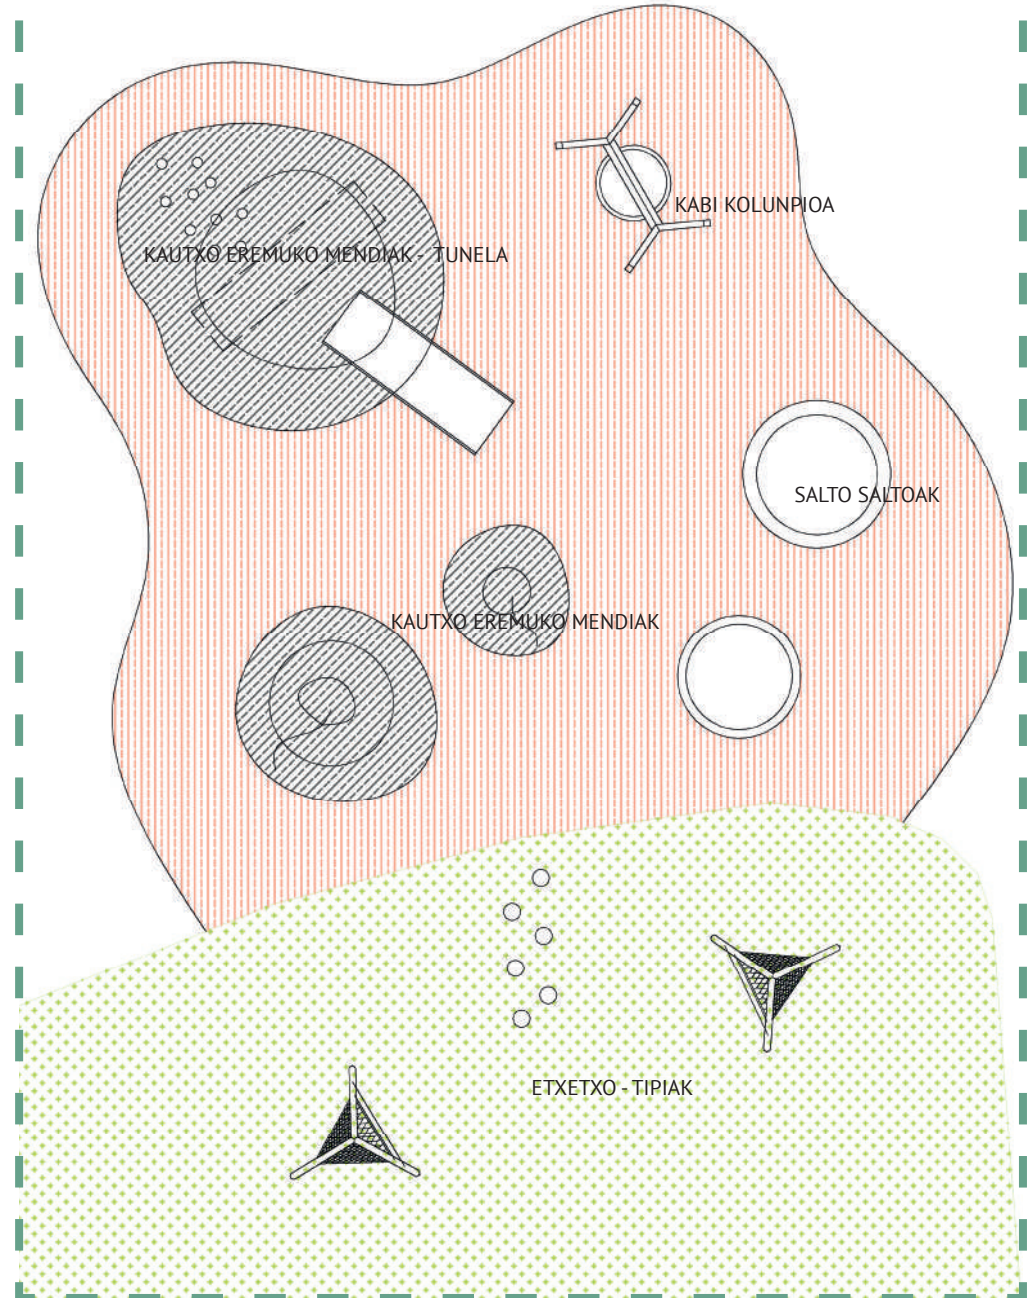 KABI KOLUNPIOA
KAUTXO EREMUKO MENDIAK - TUNELA
SALTO SALTOAK
KAUTXO EREMUKO MENDIAK
ETXETXO - TIPIAK